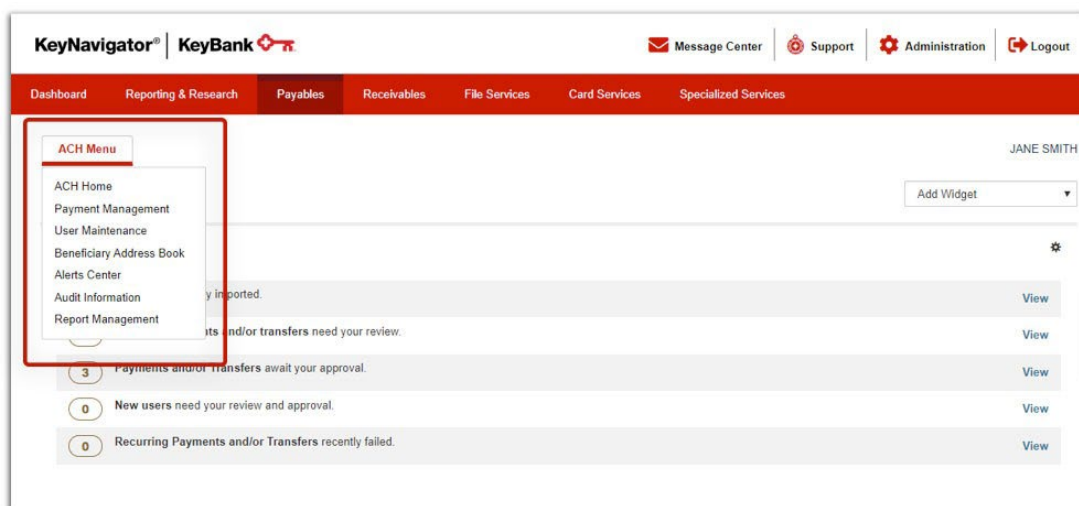 KeyNavigator® KeyBank
Message Center Support Administration Logout
Dashboard Reporting & Research Payables Receivables File Services Card Services Specialized Services
ACH Menu
JANE SMITH
ACH Home
Payment Management
User Maintenance
Beneficiary Address Book
Alerts Center
Audit Information
Report Management
Add Widget
imported. View
and/or transfers need your review. View
3 Payments and/or Transfers await your approval. View
0 New users need your review and approval. View
0 Recurring Payments and/or Transfers recently failed. View